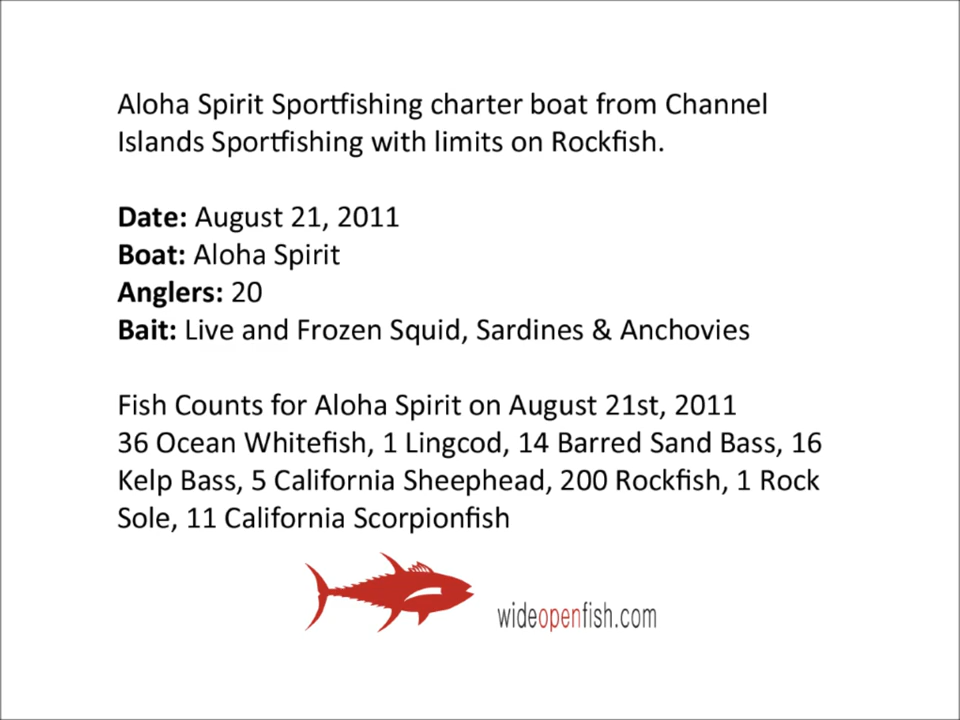 Aloha Spirit Sportfishing charter boat from Channel
Islands Sportfishing with limits on Rockfish.
Date: August 21, 2011
Boat: Aloha Spirit
Anglers: 20
Bait: Live and Frozen Squid, Sardines & Anchovies
Fish Counts for Aloha Spirit on August 21st, 2011
36 Ocean Whitefish, 1 Lingcod, 14 Barred Sand Bass, 16
Kelp Bass, 5 California Sheephead, 200 Rockfish, 1 Rock
Sole, 11 California Scorpionfish
wideopenfish.com